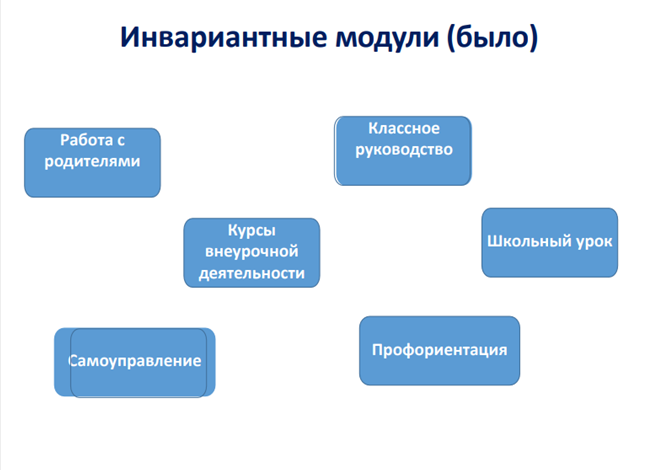 Инвариантные модули (было)
Работа с
родителями
Классное
руководство
Курсы
внеурочной
деятельности
Школьный урок
Самоуправление
Профориентация